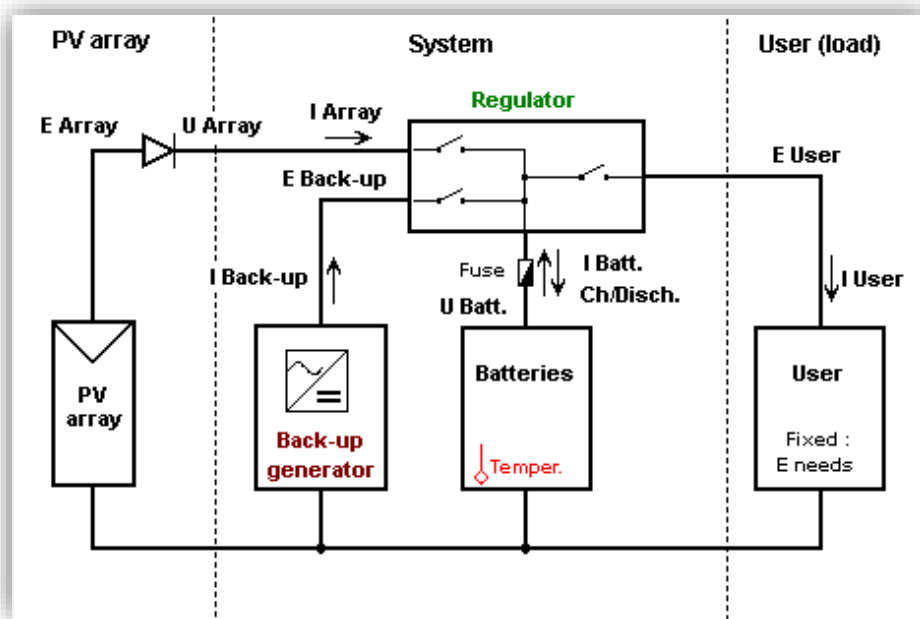 PV array
System
User (load)
Regulator
I Array
E Array
U Array
E Back-up
E User
I Back-up
Fuse
I Batt.
Ch/Disch.
U Batt.
I User
PV
array
Back-up
generator
Batteries
Temper.
User
Fixed :
E needs